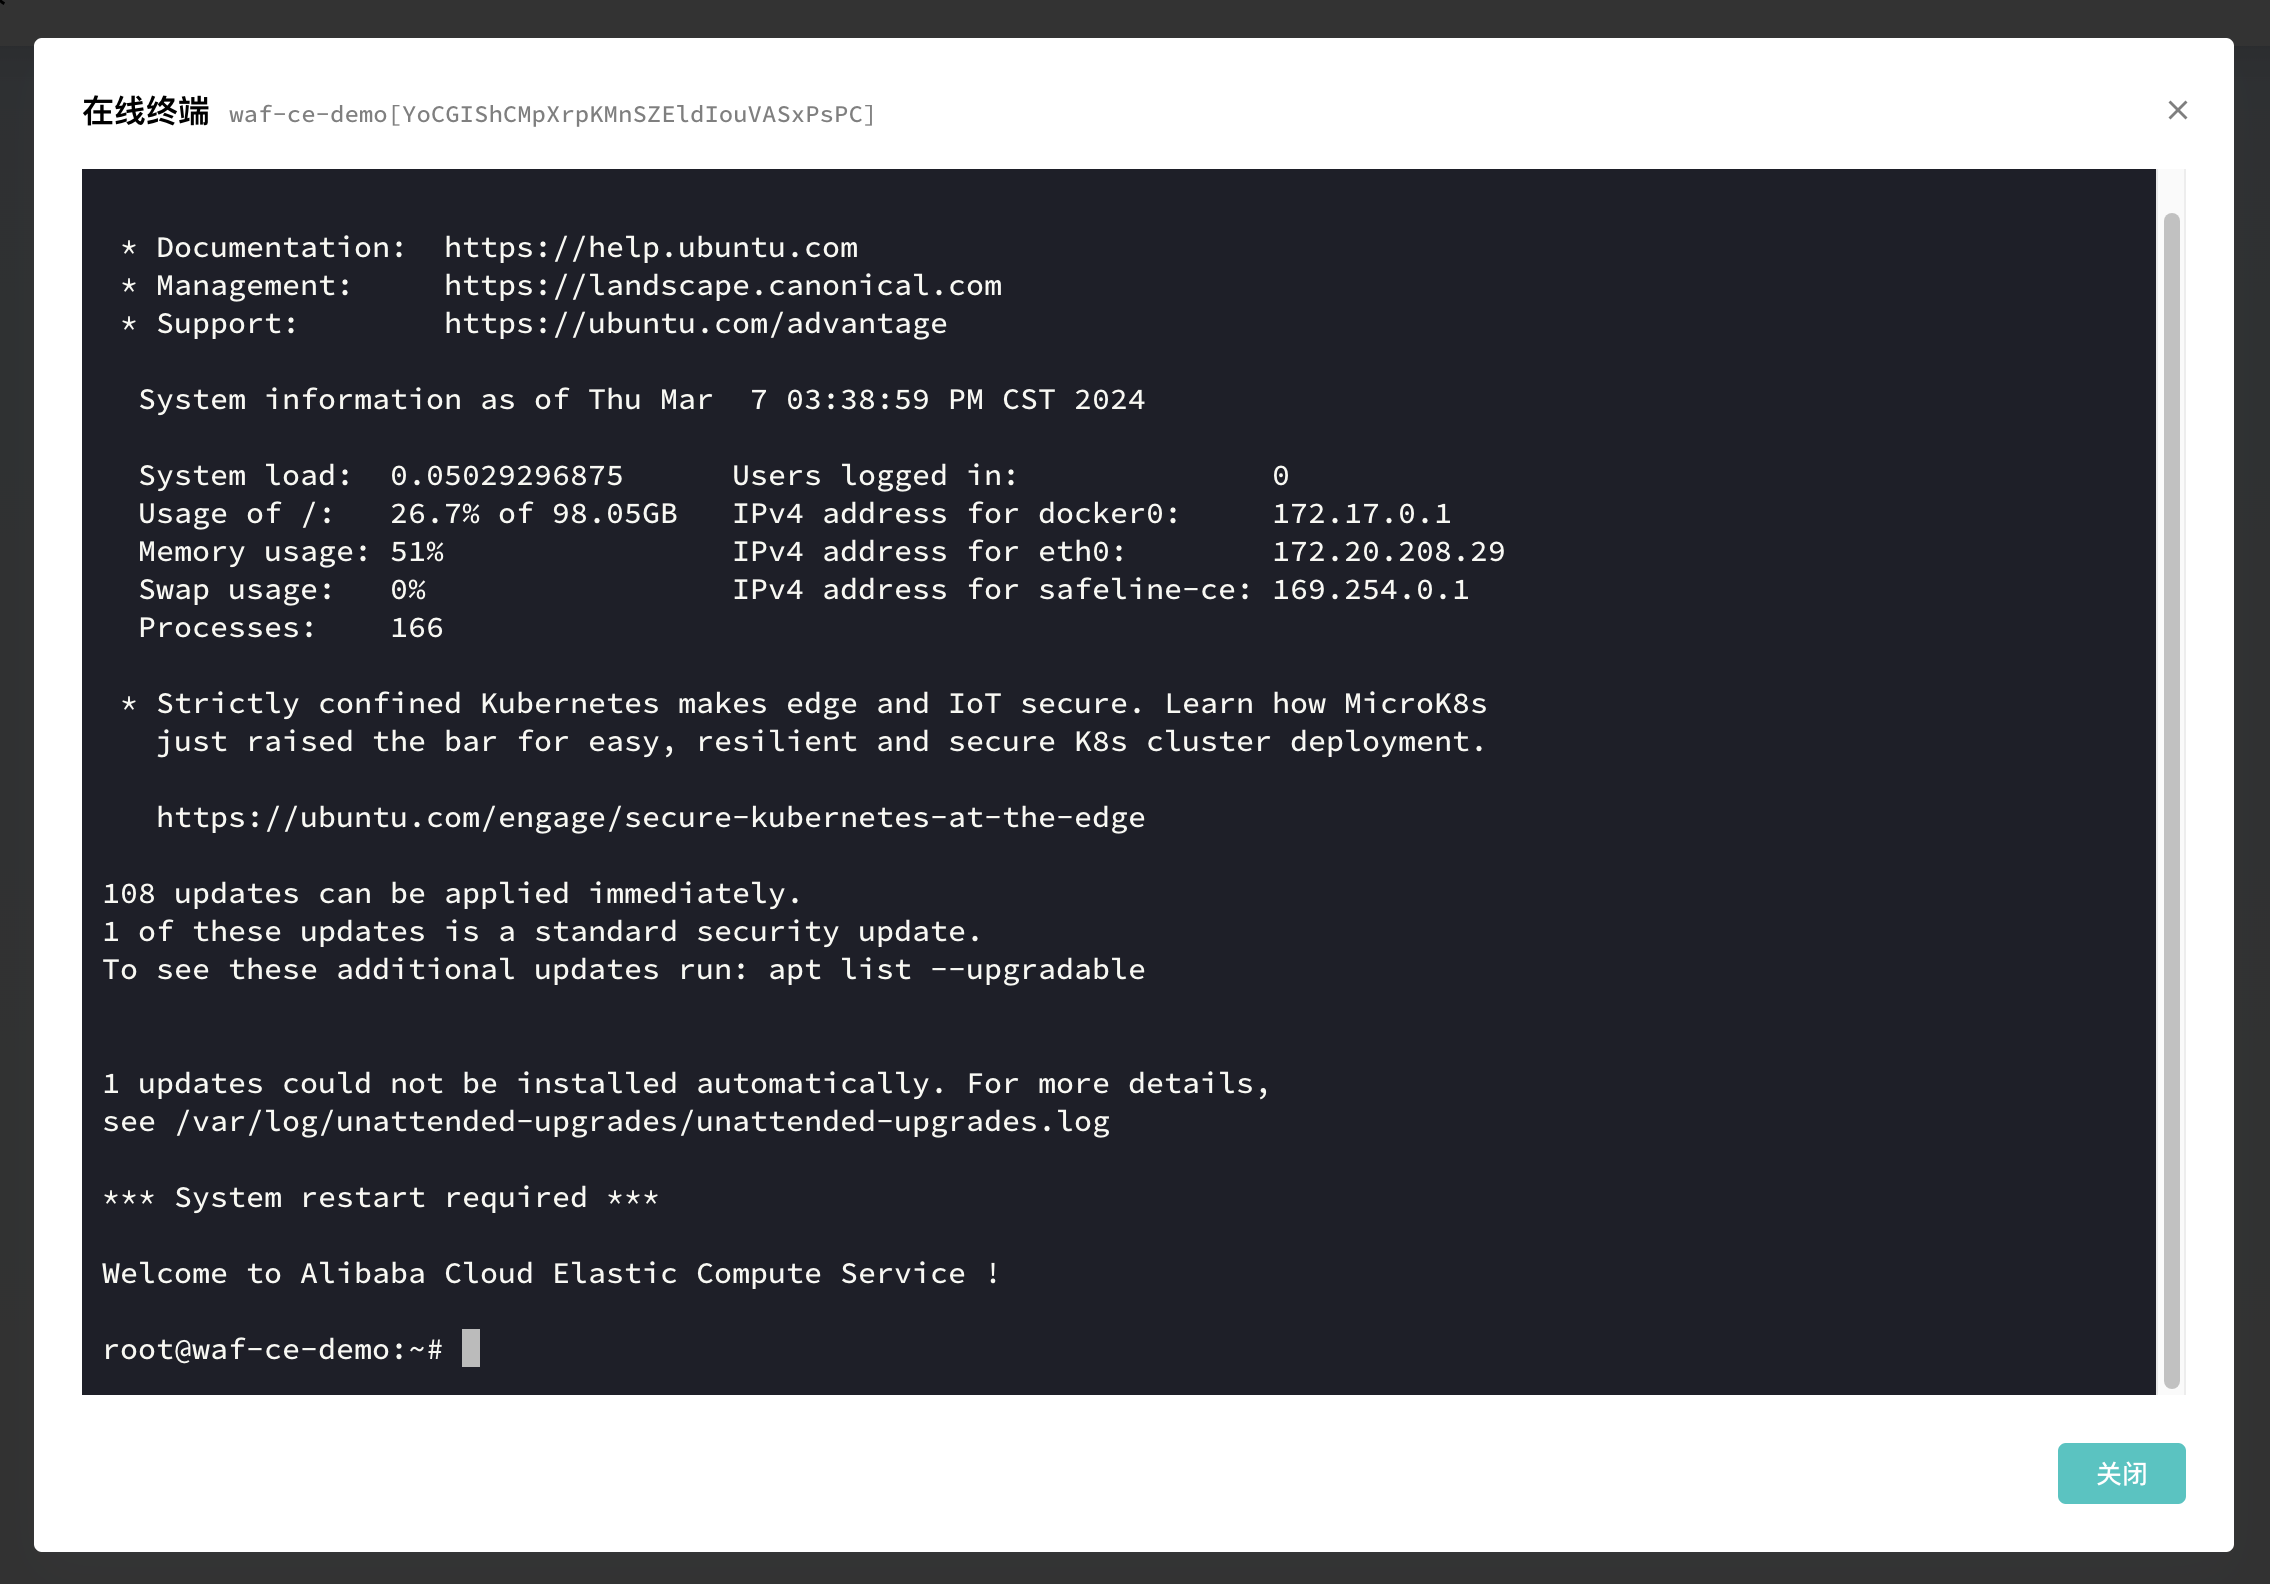 在线终端 waf-ce-demo[YoCGIShCMpXrpKMnSZEldIouVASxPsPC]
* Documentation:  https://help.ubuntu.com
* Management:     https://landscape.canonical.com
* Support:        https://ubuntu.com/advantage
System information as of Thu Mar  7 03:38:59 PM CST 2024
System load:  0.05029296875      Users logged in:              0
Usage of /:   26.7% of 98.05GB   IPv4 address for docker0:     172.17.0.1
Memory usage: 51%                IPv4 address for eth0:        172.20.208.29
Swap usage:   0%                 IPv4 address for safeline-ce: 169.254.0.1
Processes:    166
* Strictly confined Kubernetes makes edge and IoT secure. Learn how MicroK8s
just raised the bar for easy, resilient and secure K8s cluster deployment.
https://ubuntu.com/engage/secure-kubernetes-at-the-edge
108 updates can be applied immediately.
1 of these updates is a standard security update.
To see these additional updates run: apt list --upgradable
1 updates could not be installed automatically. For more details,
see /var/log/unattended-upgrades/unattended-upgrades.log
*** System restart required ***
Welcome to Alibaba Cloud Elastic Compute Service !
root@waf-ce-demo:~#
关闭